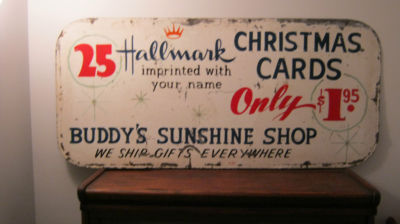 25 Hallmark CHRISTMAS
imprinted with CARDS
your name Only $1.95
BUDDY'S SUNSHINE SHOP
WE SHIP GIFTS EVERYWHERE